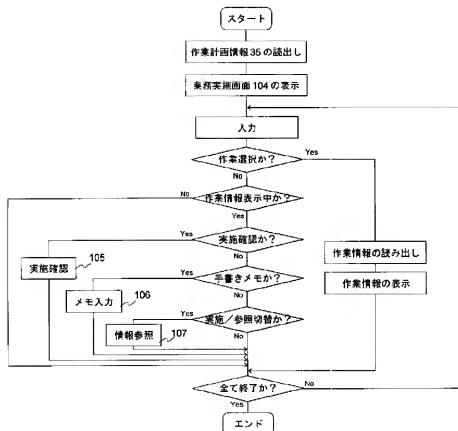 スタート
作業計画情報35の読出し
業務実施画面104の表示
入力
作業選択か?
Yes
No
No
作業情報表示中か?
Yes
Yes
実施確認か?
105
実施確認
No
作業情報の読み出し
Yes
手書きメモか?
106
メモ入力
No
作業情報の表示
Yes
実施/参照切替か?
107
情報参照
No
全て終了か?
No
Yes
エンド